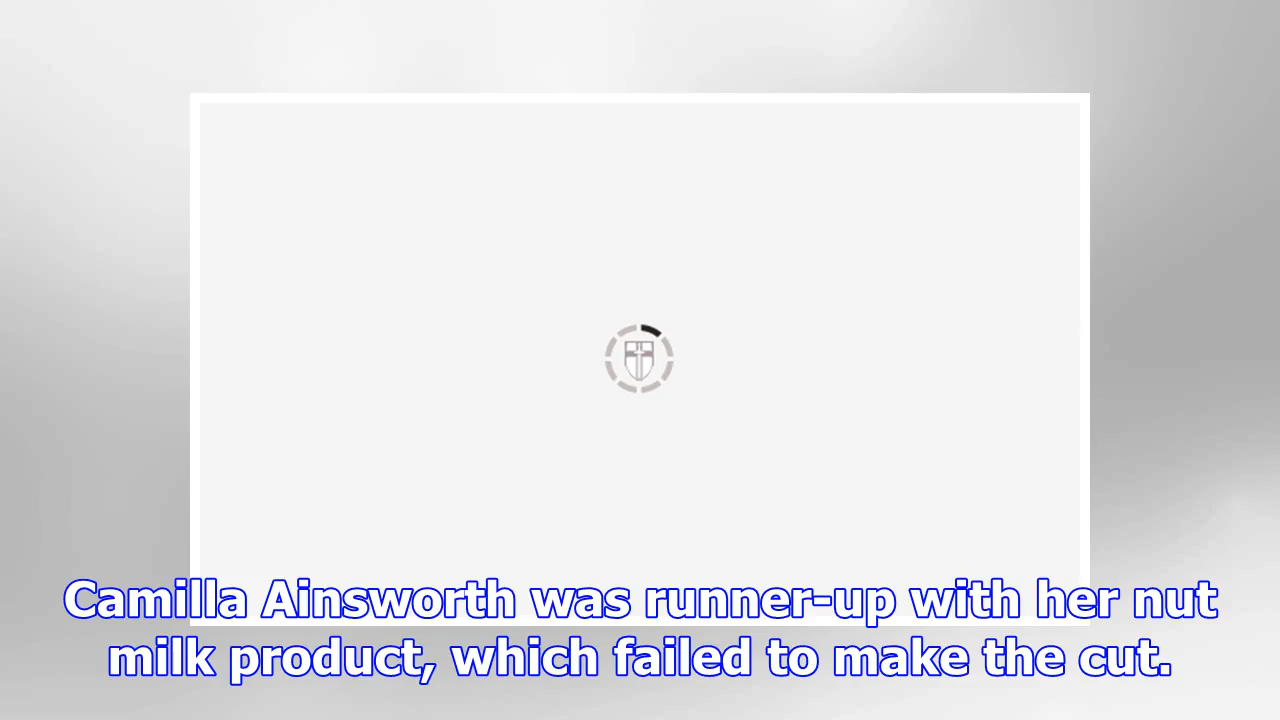 Camilla Ainsworth was runner-up with her nut
milk product, which failed to make the cut.